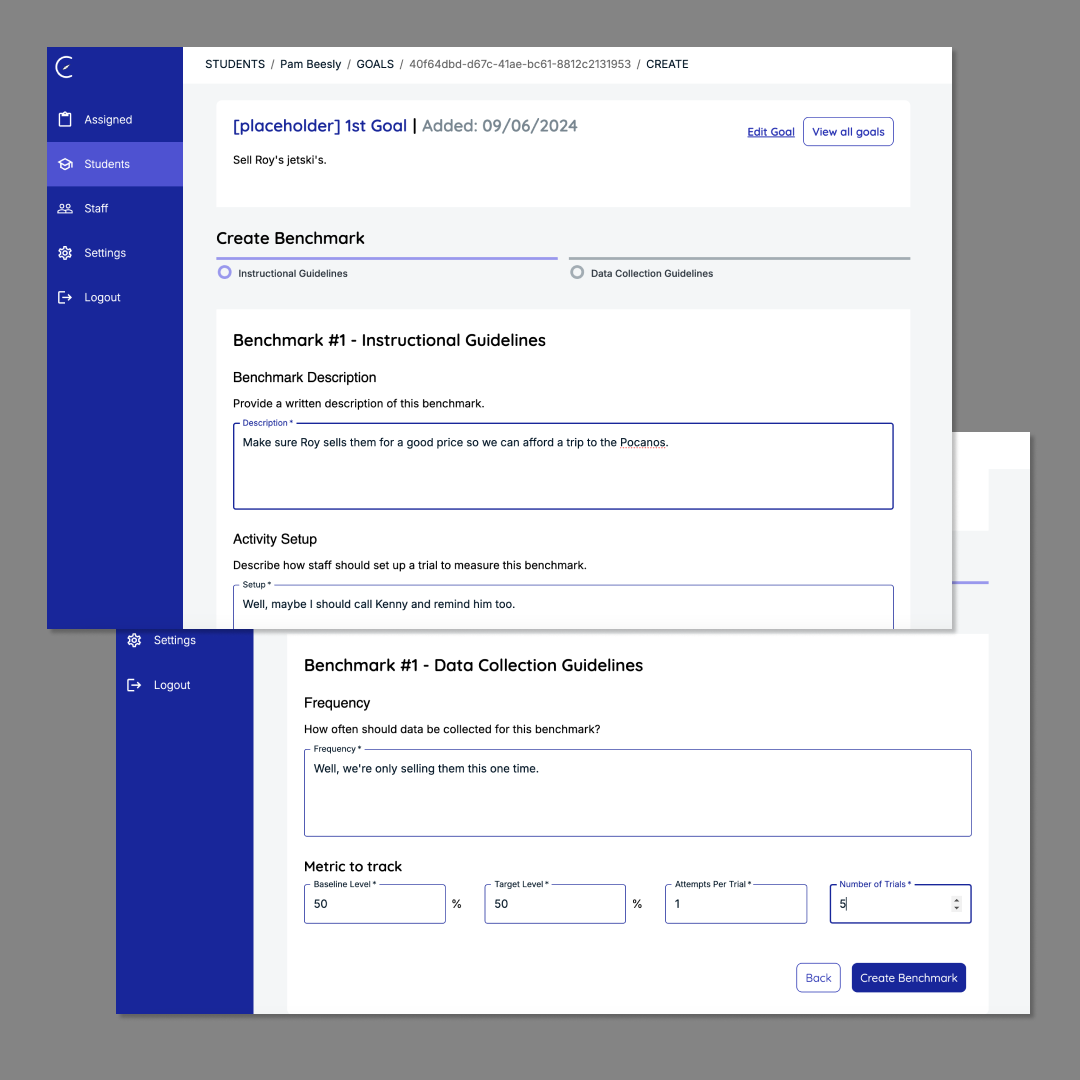 STUDENTS / Pam Beesly / GOALS / 40f64dbd-d67c-41ae-bc61-8812c2131953 / CREATE
Assigned
Students
Staff
Settings
Logout
[placeholder] 1st Goal | Added: 09/06/2024
Edit Goal
View all goals
Sell Roy's jetski's.
Create Benchmark
Instructional Guidelines
Data Collection Guidelines
Benchmark #1 - Instructional Guidelines
Benchmark Description
Provide a written description of this benchmark.
Description *
Make sure Roy sells them for a good price so we can afford a trip to the Pocanos.
Activity Setup
Describe how staff should set up a trial to measure this benchmark.
Setup *
Well, maybe I should call Kenny and remind him too.
Settings
Logout
Benchmark #1 - Data Collection Guidelines
Frequency
How often should data be collected for this benchmark?
Frequency *
Well, we're only selling them this one time.
Metric to track
Baseline Level * Target Level * Attempts Per Trial * Number of Trials *
50 % 50 % 1 5
Back Create Benchmark